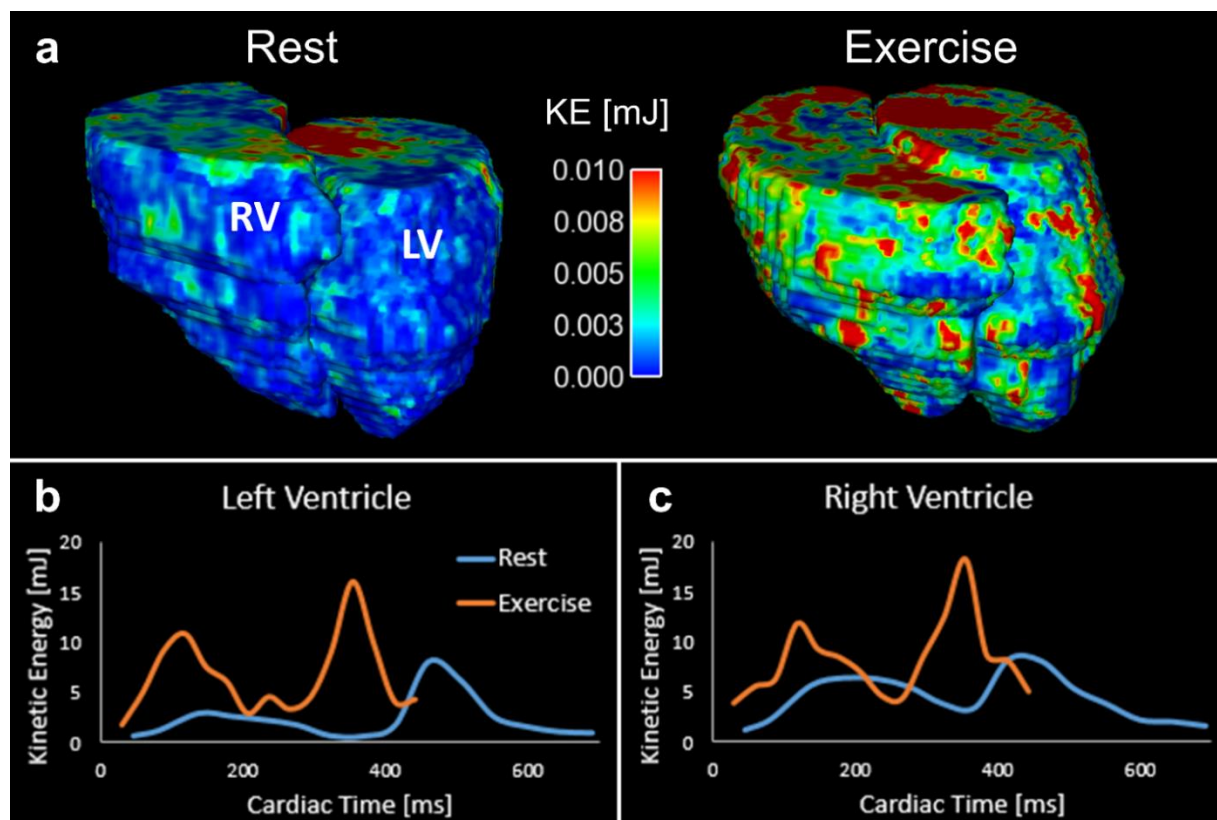 a
Rest
Exercise
KE [mJ]
0.010
0.008
0.005
0.003
0.000
RV
LV
b
Left Ventricle
Kinetic Energy [mJ]
20
15
10
5
0
0
200
400
600
Cardiac Time [ms]
Rest
Exercise
c
Right Ventricle
Kinetic Energy [mJ]
20
15
10
5
0
0
200
400
600
Cardiac Time [ms]